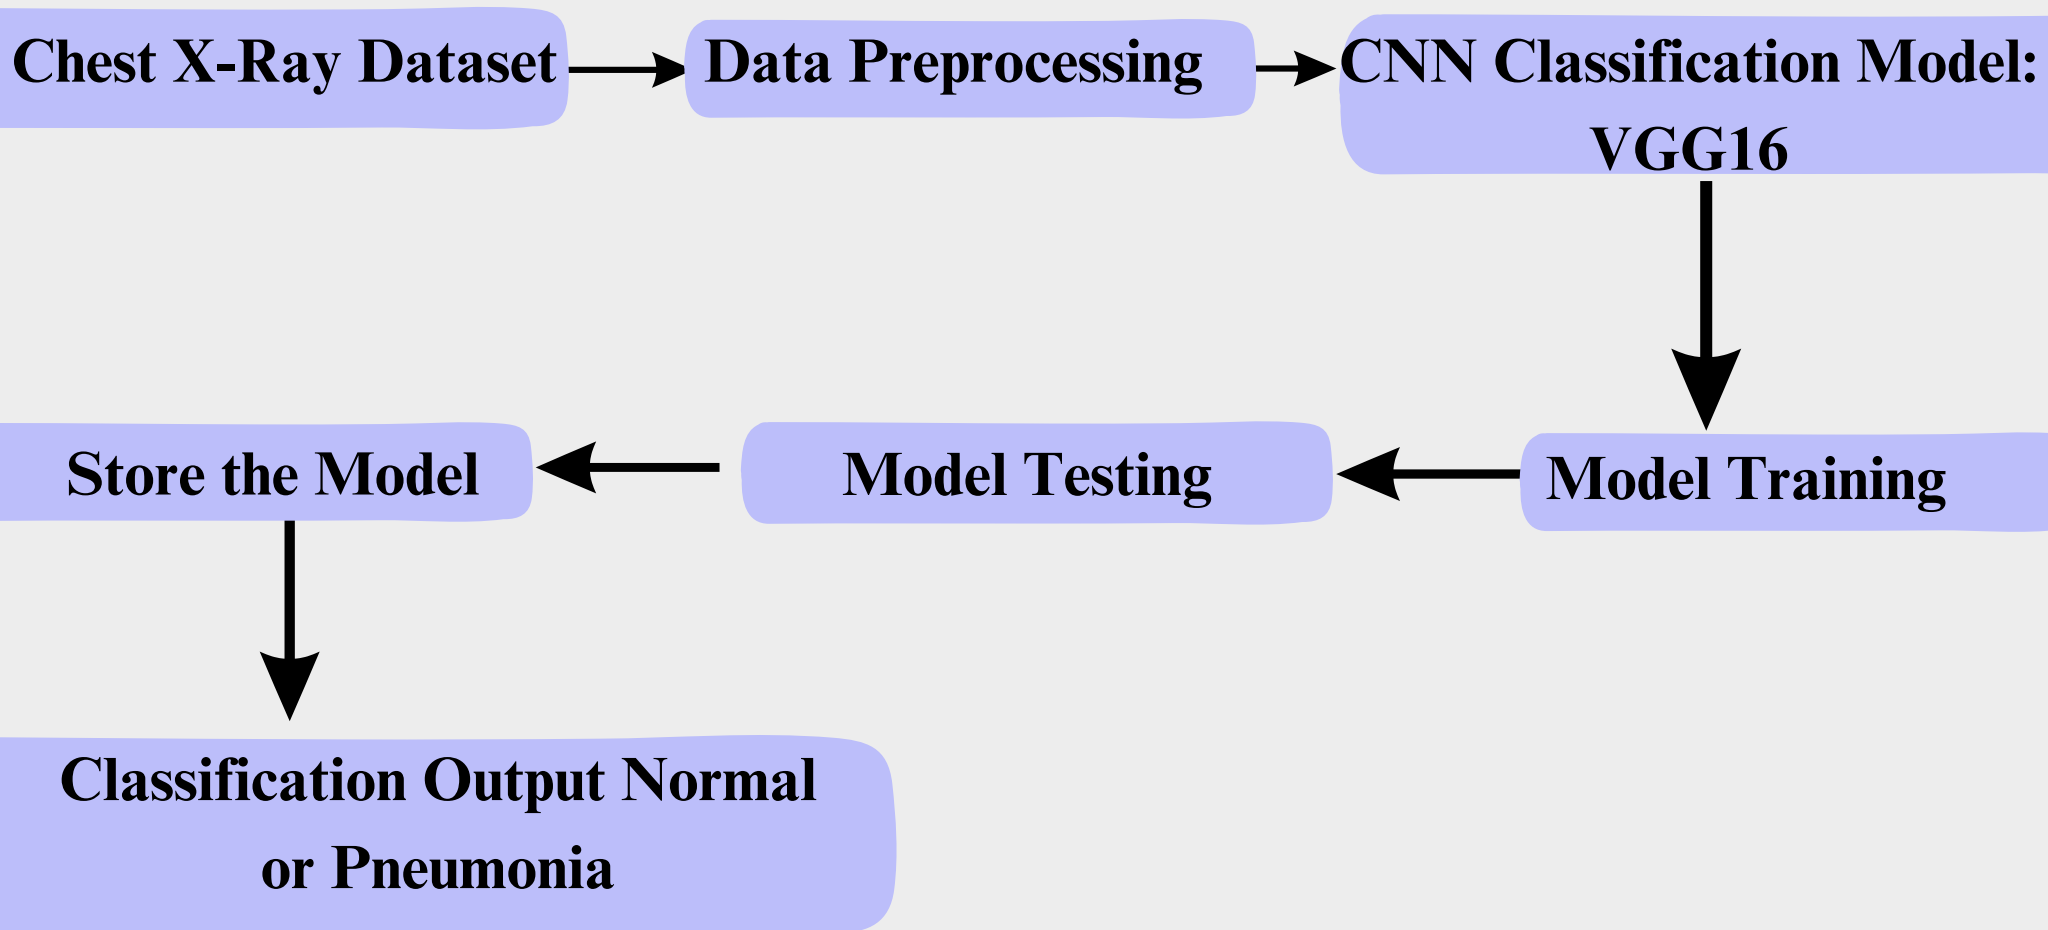 Chest X-Ray Dataset
Data Preprocessing
CNN Classification Model:
VGG16
Model Training
Model Testing
Store the Model
Classification Output Normal
or Pneumonia